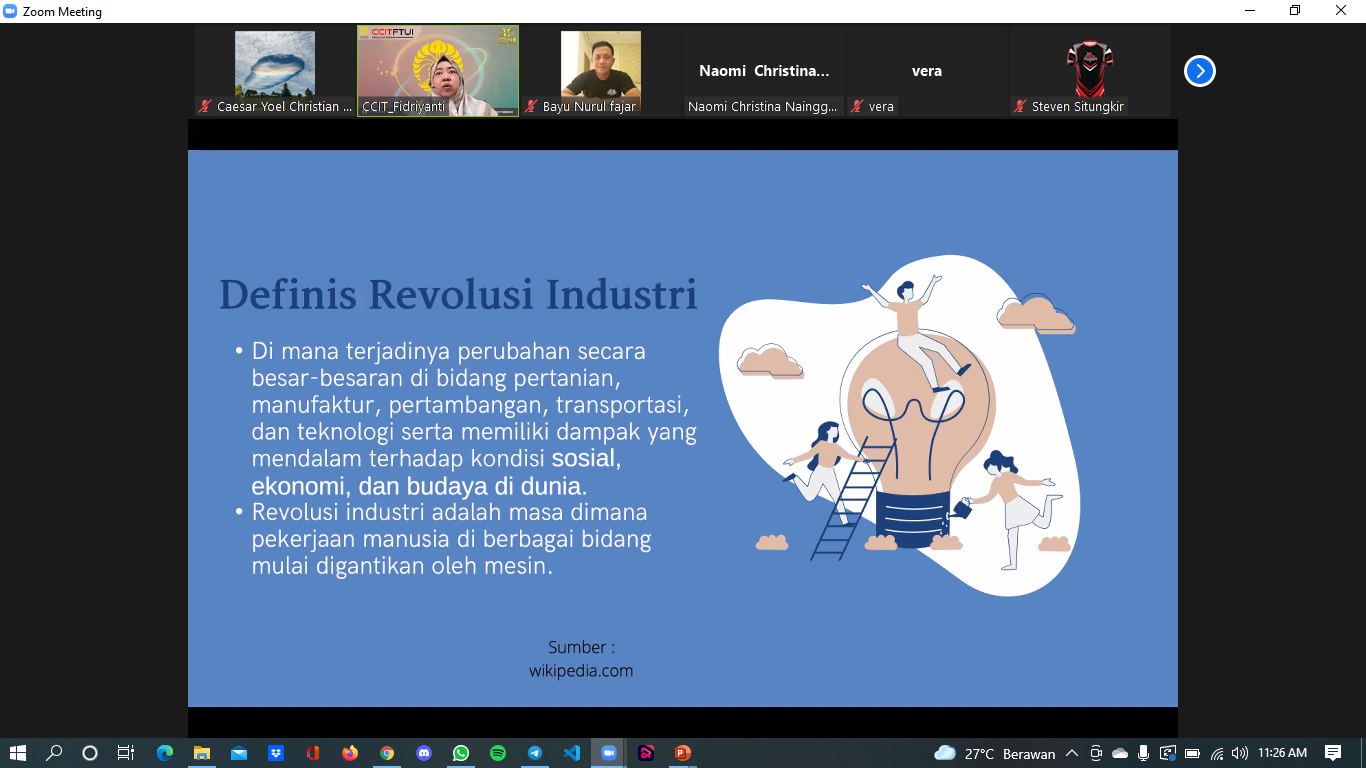 Zoom Meeting
CCITFTUI
Naomi Christina...
vera
Caesar Yoel Christian ...
CCIT_Fidriyanti
Bayu Nurul fajar
Naomi Christina Naingg...
vera
Steven Situngkir
Definis Revolusi Industri
• Di mana terjadinya perubahan secara
besar-besaran di bidang pertanian,
manufaktur, pertambangan, transportasi,
dan teknologi serta memiliki dampak yang
mendalam terhadap kondisi sosial,
ekonomi, dan budaya di dunia.
• Revolusi industri adalah masa dimana
pekerjaan manusia di berbagai bidang
mulai digantikan oleh mesin.
Sumber :
wikipedia.com
27°C Berawan
11:26 AM